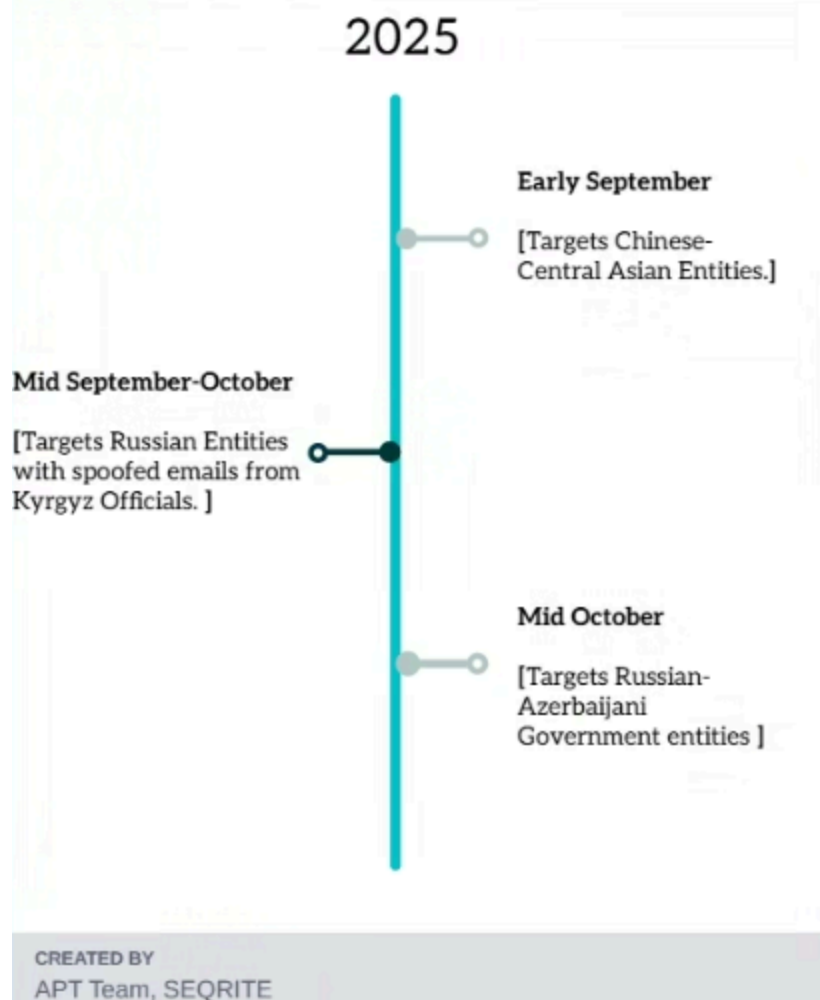 2025
Early September
[Targets Chinese-
Central Asian Entities.]
Mid September-October
[Targets Russian Entities
with spoofed emails from
Kyrgyz Officials. ]
Mid October
[Targets Russian-
Azerbaijani
Government entities ]
CREATED BY
APT Team, SEQRITE